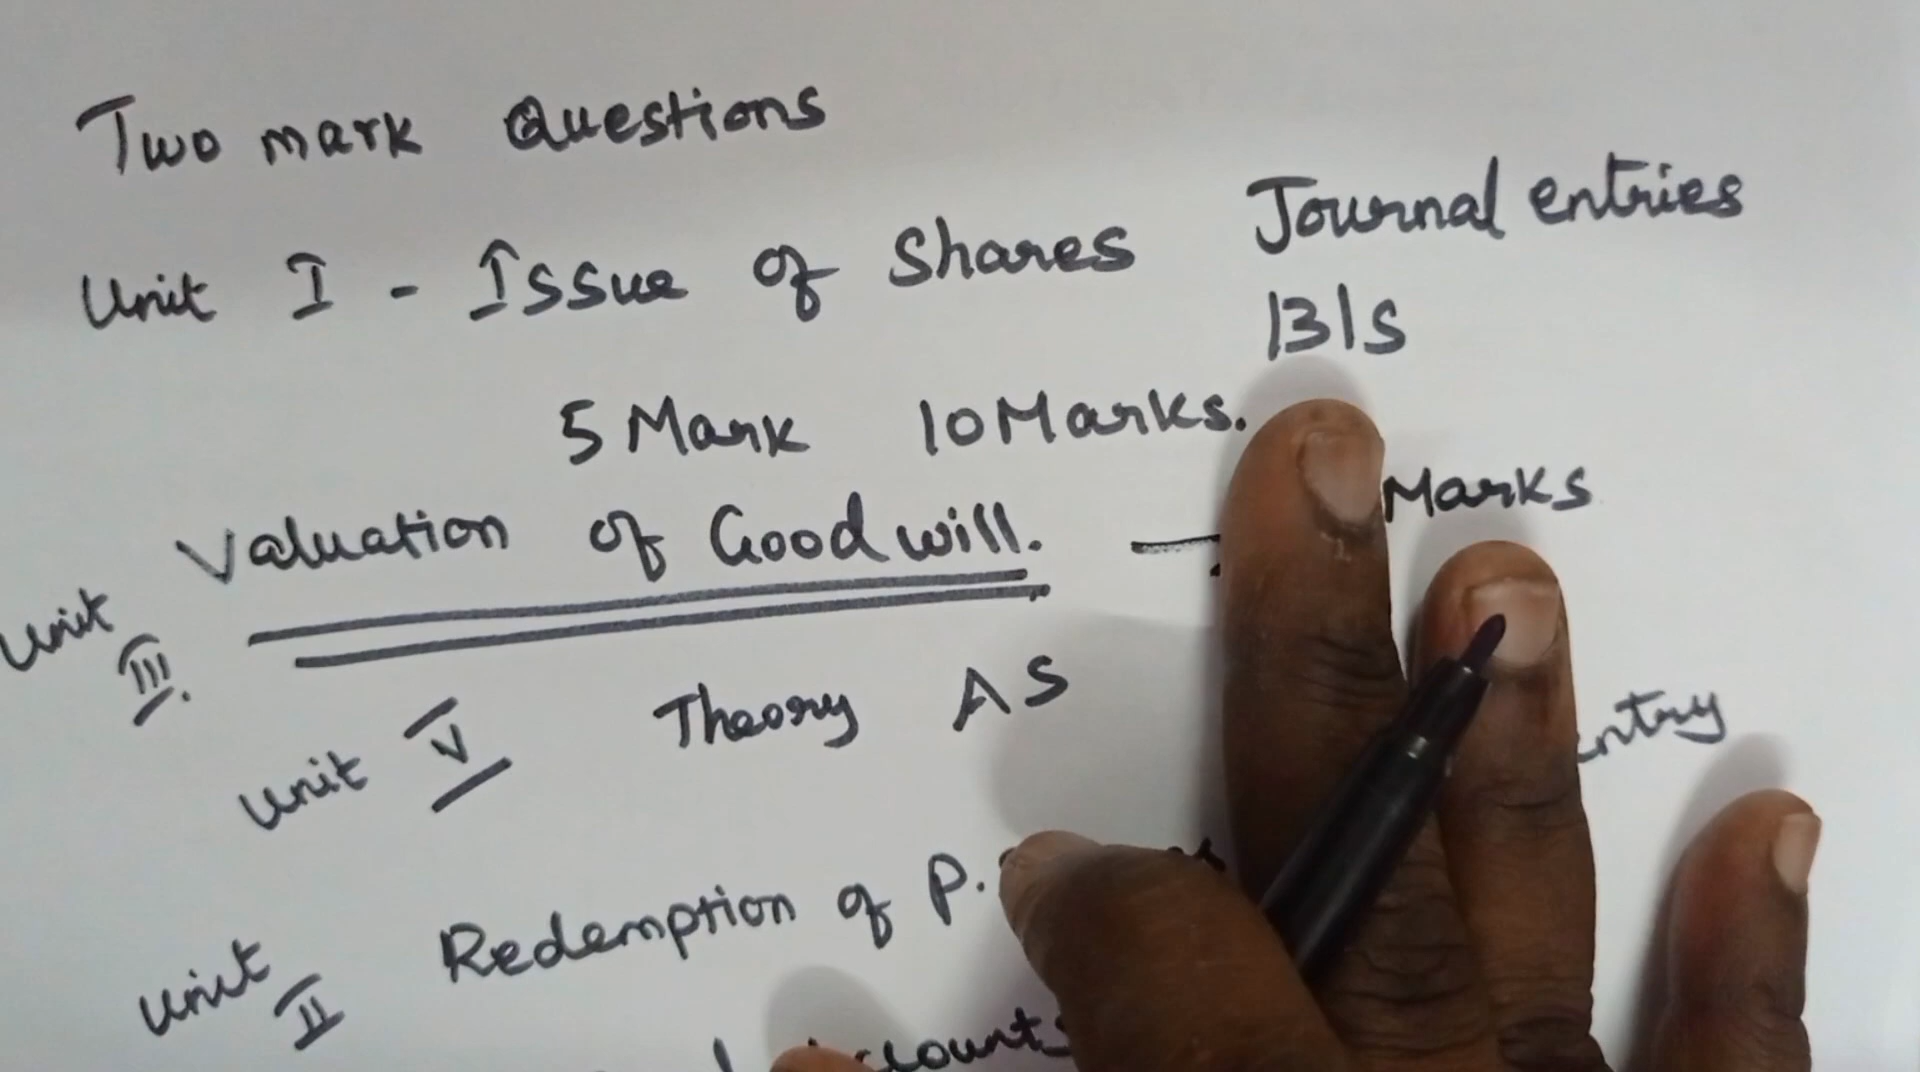 Two mark Questions
Unit I - Issue of Shares Journal entries
B/S
5 Mark 10 Marks.
Unit III. Valuation of Goodwill. — Marks
Unit V Theory AS
entry
Unit II Redemption of P.